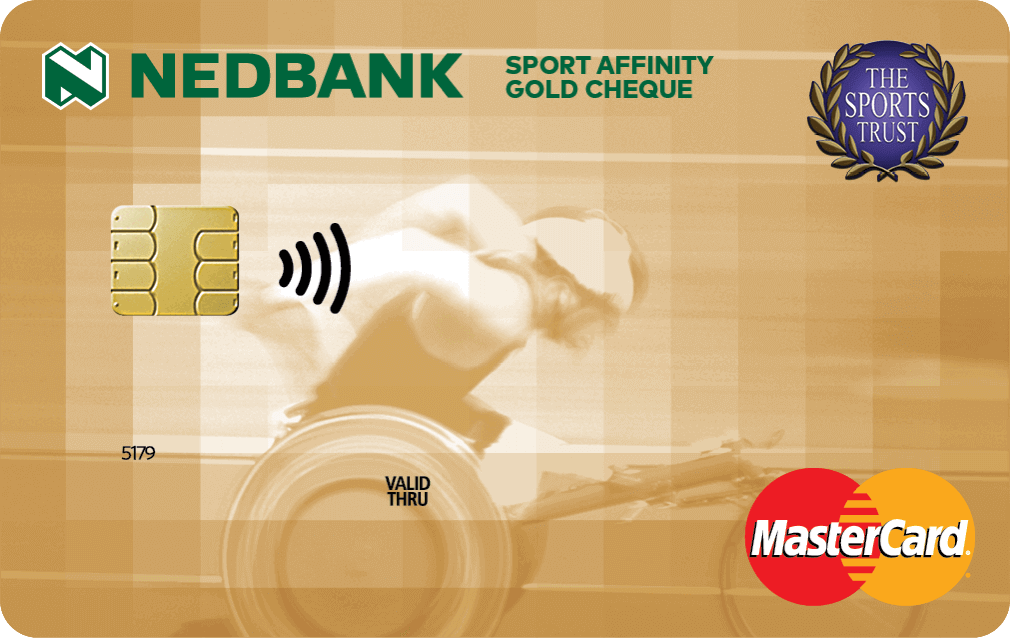 NEDBANK
SPORT AFFINITY
GOLD CHEQUE
THE
SPORTS
TRUST
5179
VALID
THRU
MasterCard.